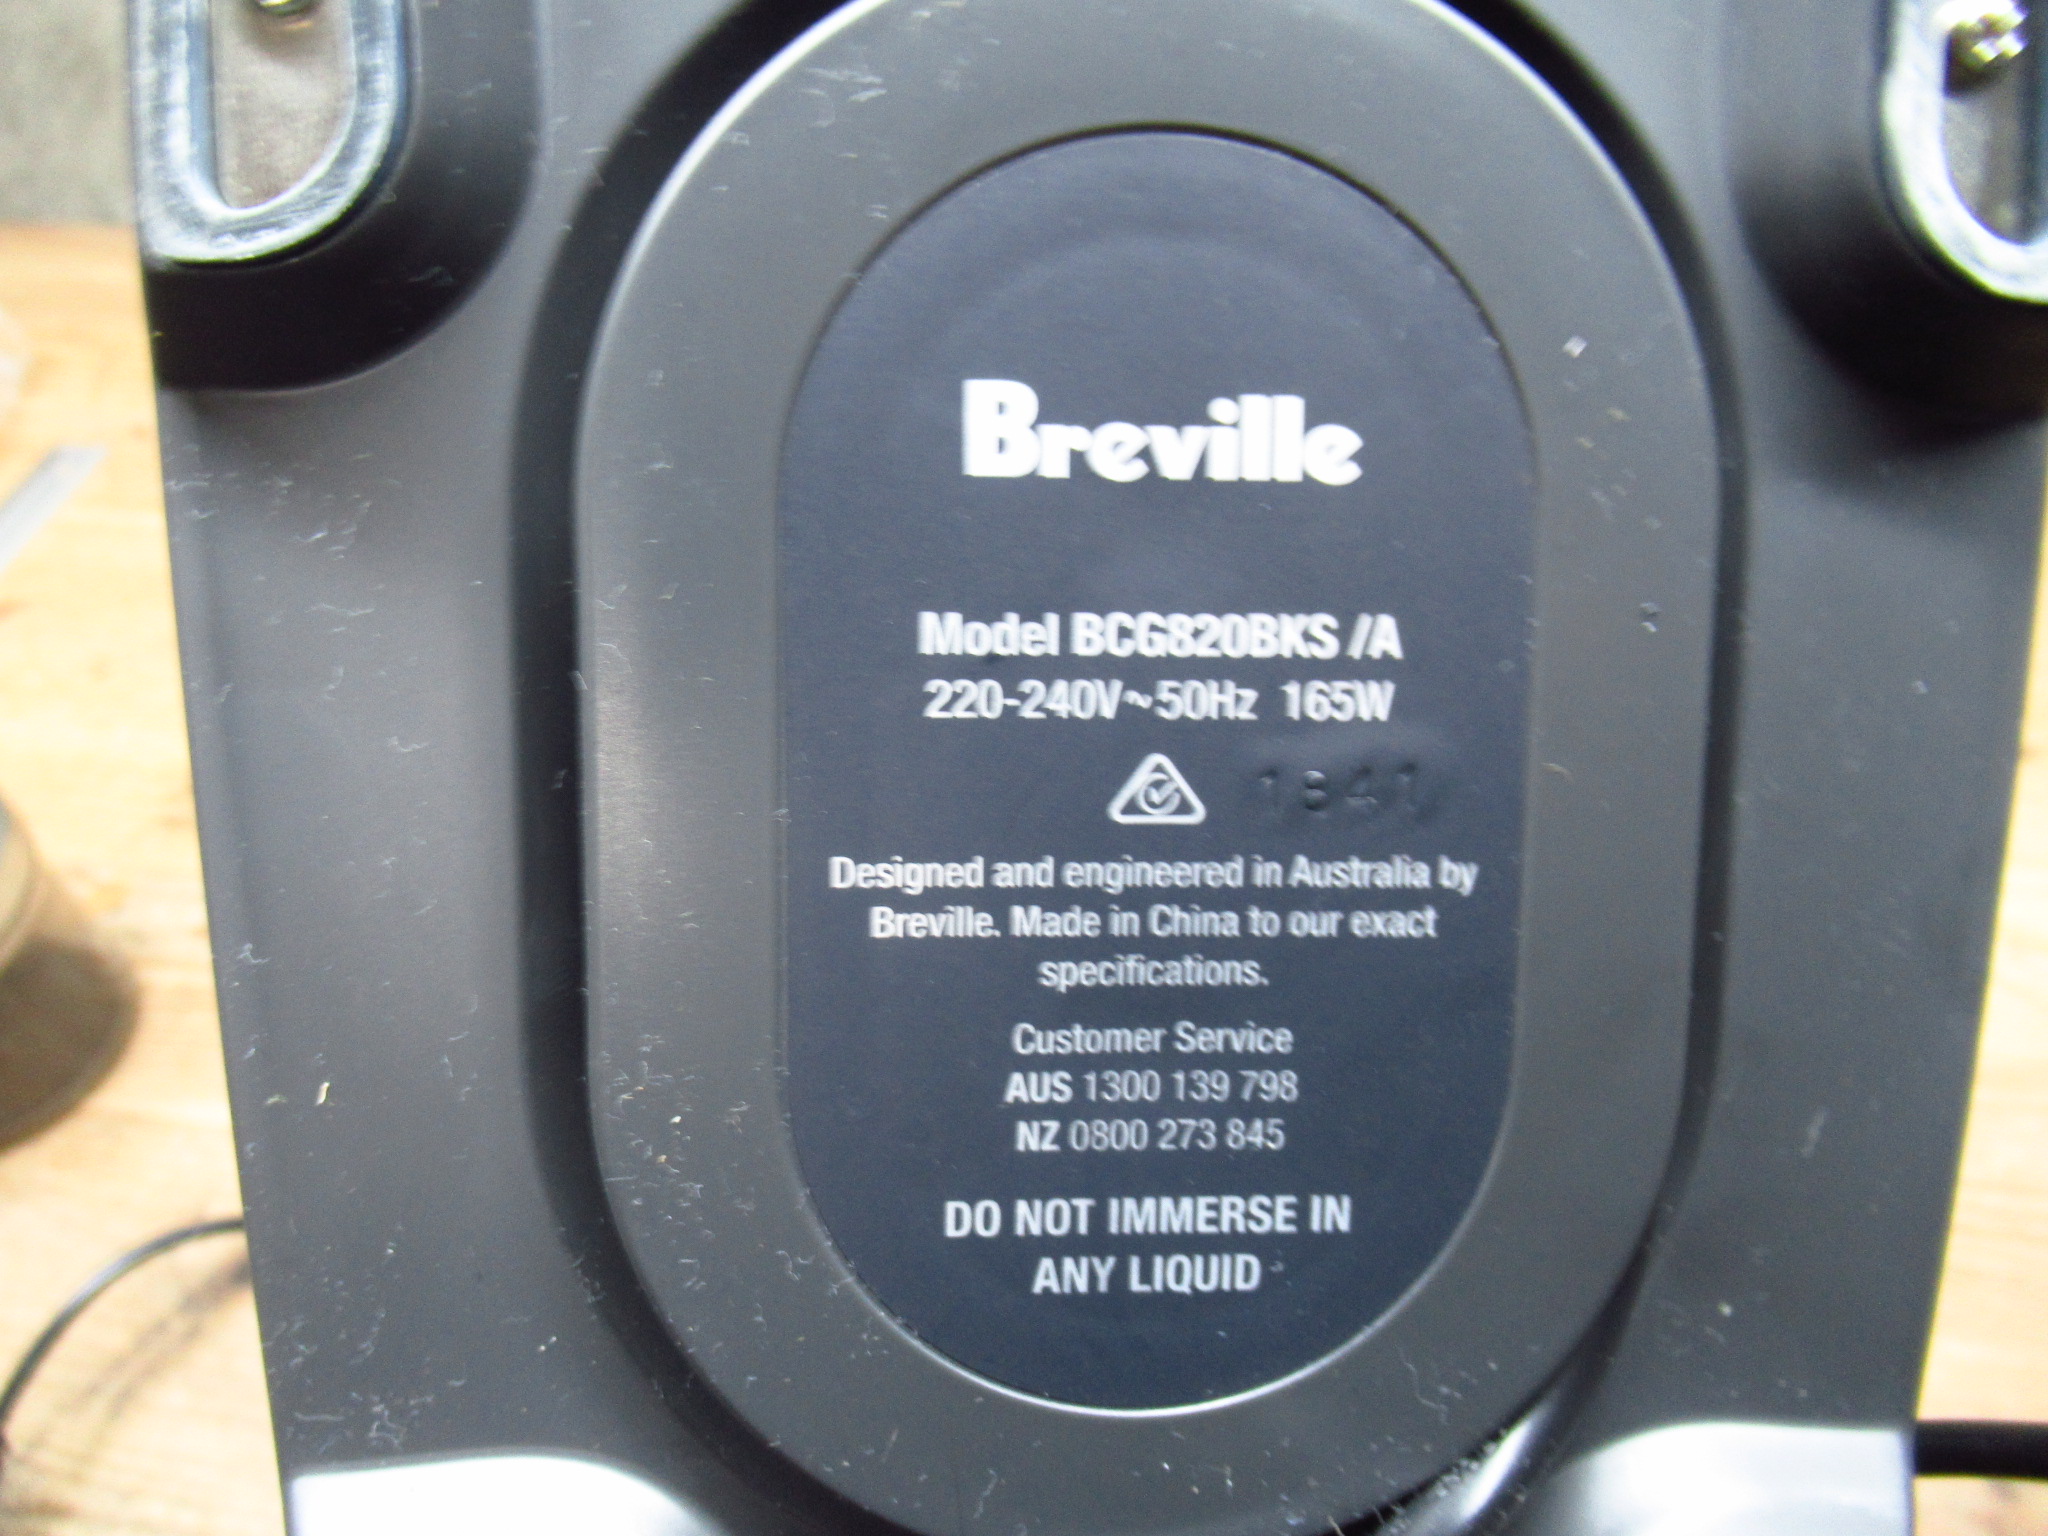 Breville
Model BCG820BKS /A
220-240V~50Hz 165W
1841
Designed and engineered in Australia by
Breville. Made in China to our exact
specifications.
Customer Service
AUS 1300 139 798
NZ 0800 273 845
DO NOT IMMERSE IN
ANY LIQUID